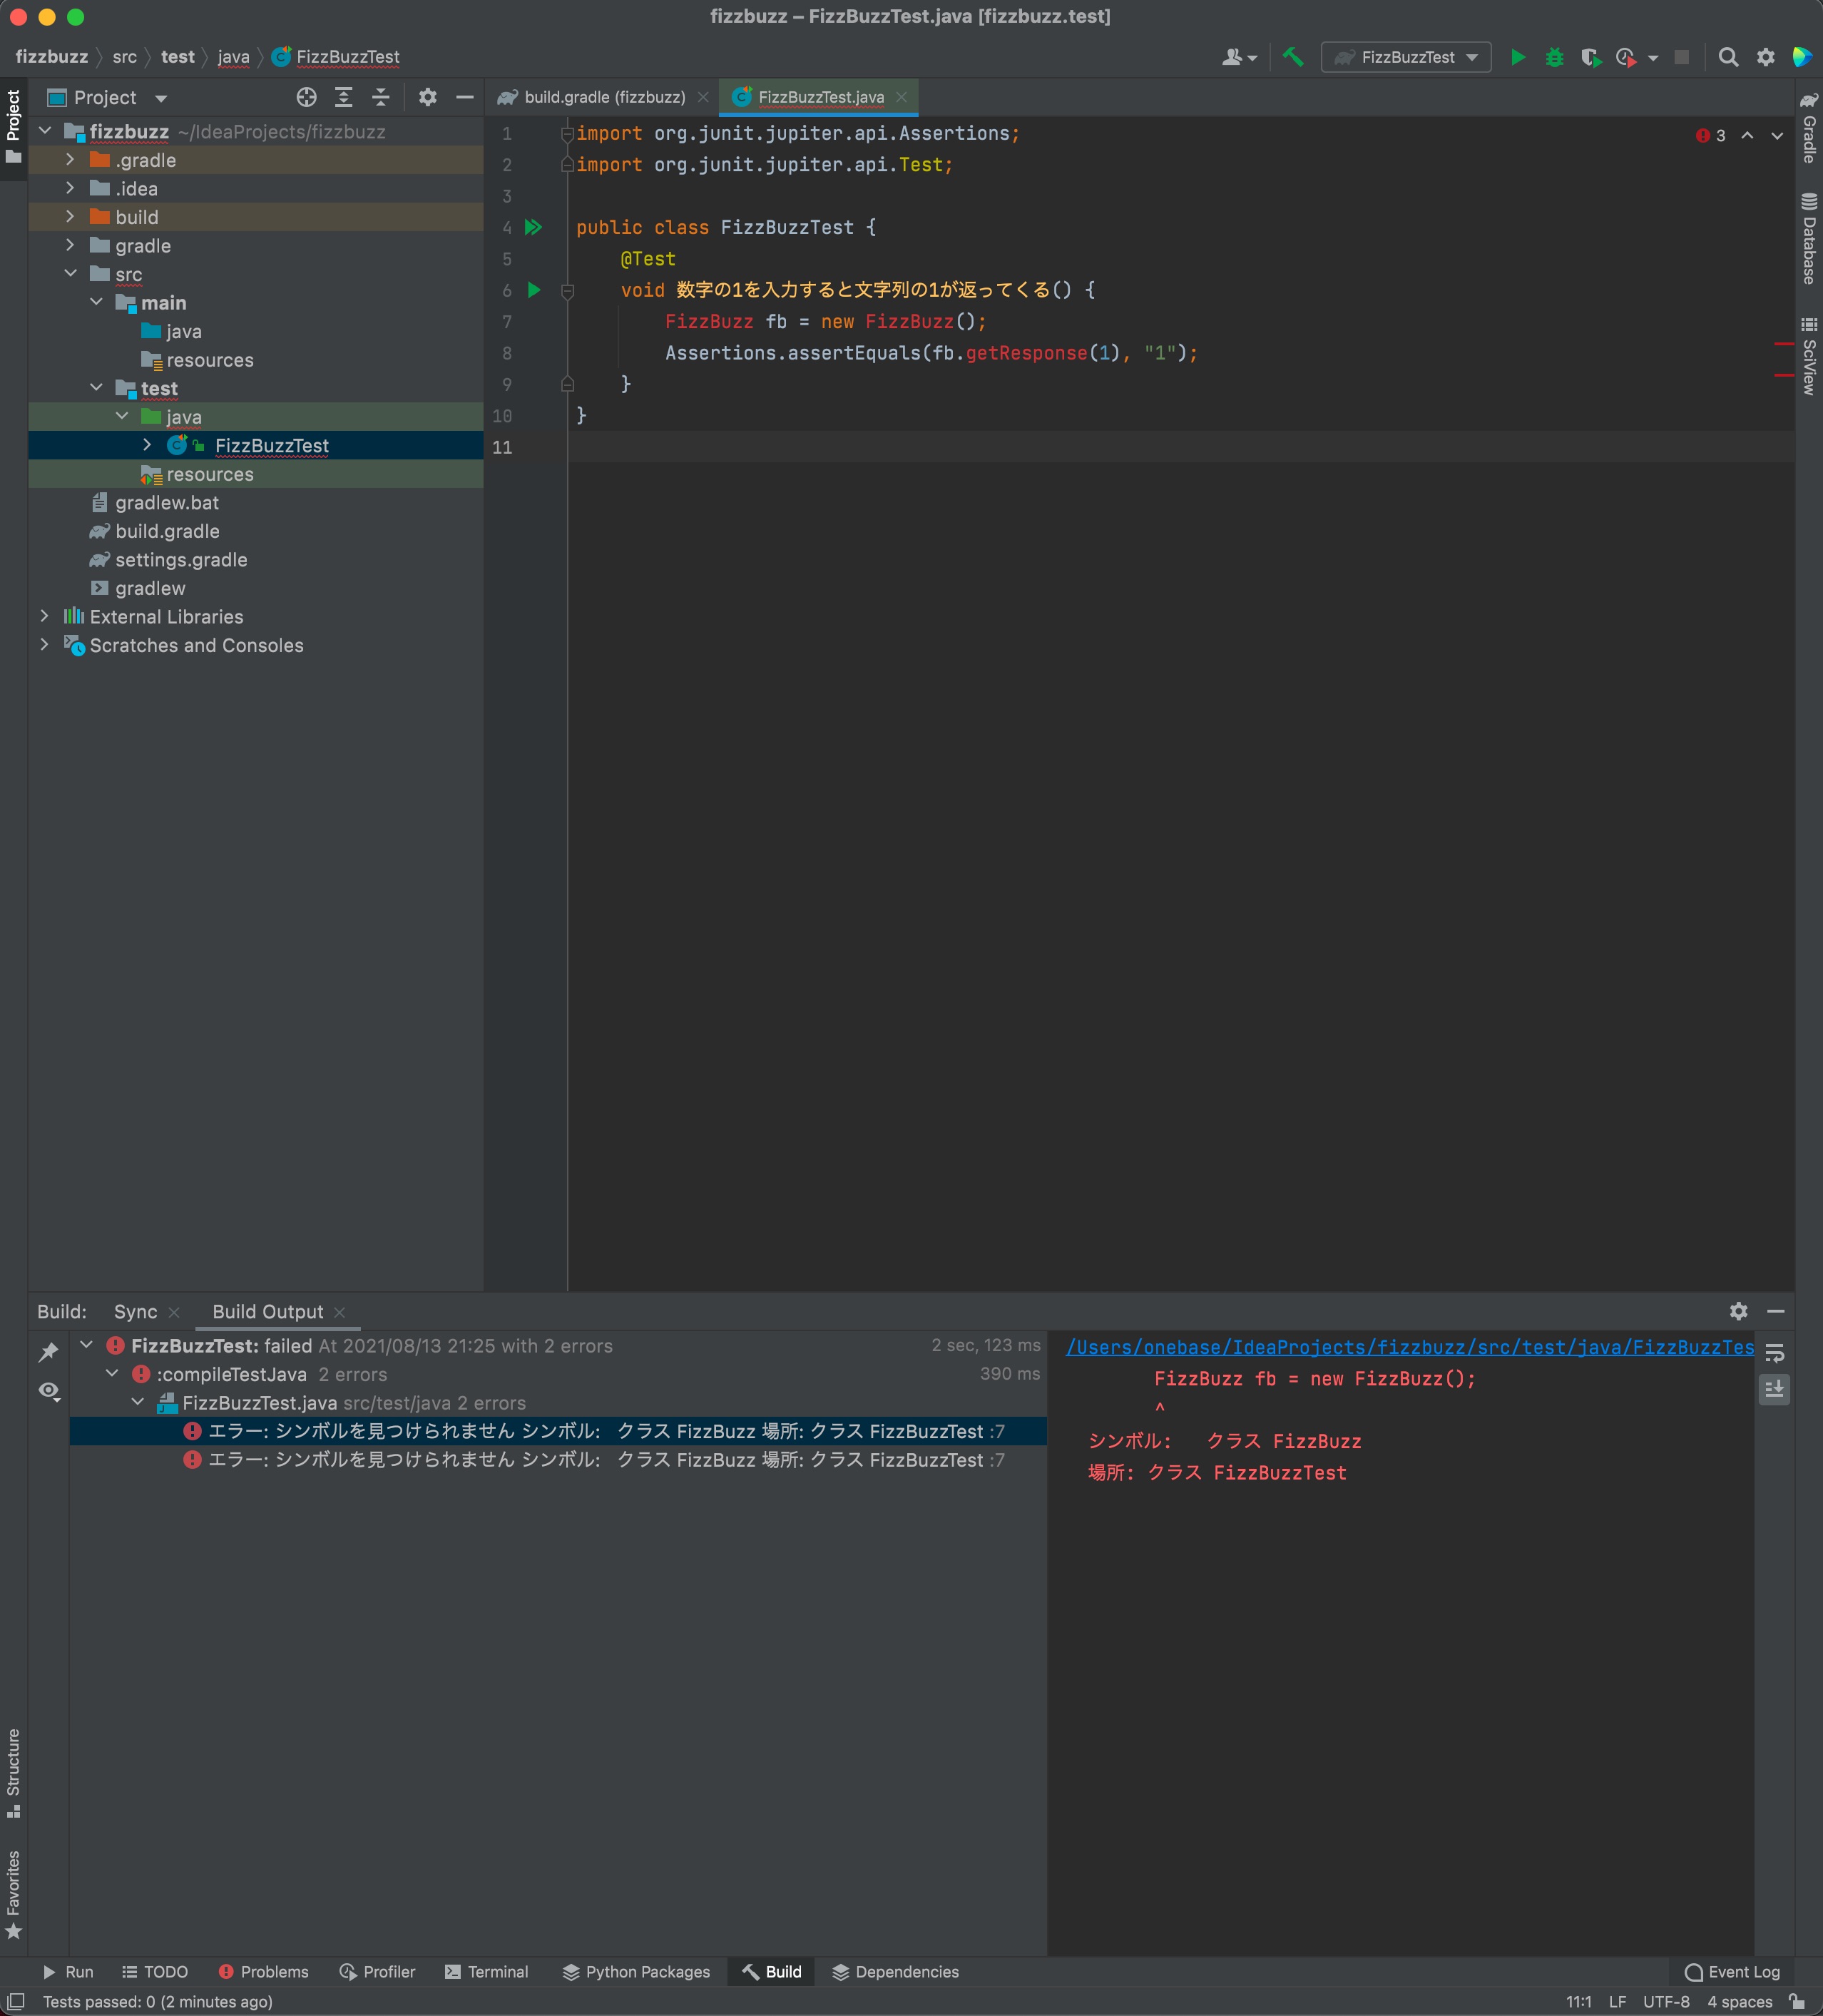 fizzbuzz – FizzBuzzTest.java [fizzbuzz.test]
fizzbuzz src test java FizzBuzzTest
FizzBuzzTest
Project
Project
build.gradle (fizzbuzz)
FizzBuzzTest.java
fizzbuzz ~/IdeaProjects/fizzbuzz
.gradle
.idea
build
gradle
src
main
java
resources
test
java
FizzBuzzTest
resources
gradlew.bat
build.gradle
settings.gradle
gradlew
External Libraries
Scratches and Consoles
1 import org.junit.jupiter.api.Assertions;
2 import org.junit.jupiter.api.Test;
3
4 public class FizzBuzzTest {
5 @Test
6 void 数字の1を入力すると文字列の1が返ってくる() {
7 FizzBuzz fb = new FizzBuzz();
8 Assertions.assertEquals(fb.getResponse(1), "1");
9 }
10 }
11
3
Gradle
Database
SciView
Build: Sync Build Output
FizzBuzzTest: failed At 2021/08/13 21:25 with 2 errors 2 sec, 123 ms
:compileTestJava 2 errors 390 ms
FizzBuzzTest.java src/test/java 2 errors
エラー: シンボルを見つけられません シンボル: クラス FizzBuzz 場所: クラス FizzBuzzTest :7
エラー: シンボルを見つけられません シンボル: クラス FizzBuzz 場所: クラス FizzBuzzTest :7
/Users/onebase/IdeaProjects/fizzbuzz/src/test/java/FizzBuzzTes
FizzBuzz fb = new FizzBuzz();
^
シンボル: クラス FizzBuzz
場所: クラス FizzBuzzTest
Structure
Favorites
Run TODO Problems Profiler Terminal Python Packages Build Dependencies Event Log
Tests passed: 0 (2 minutes ago) 11:1 LF UTF-8 4 spaces